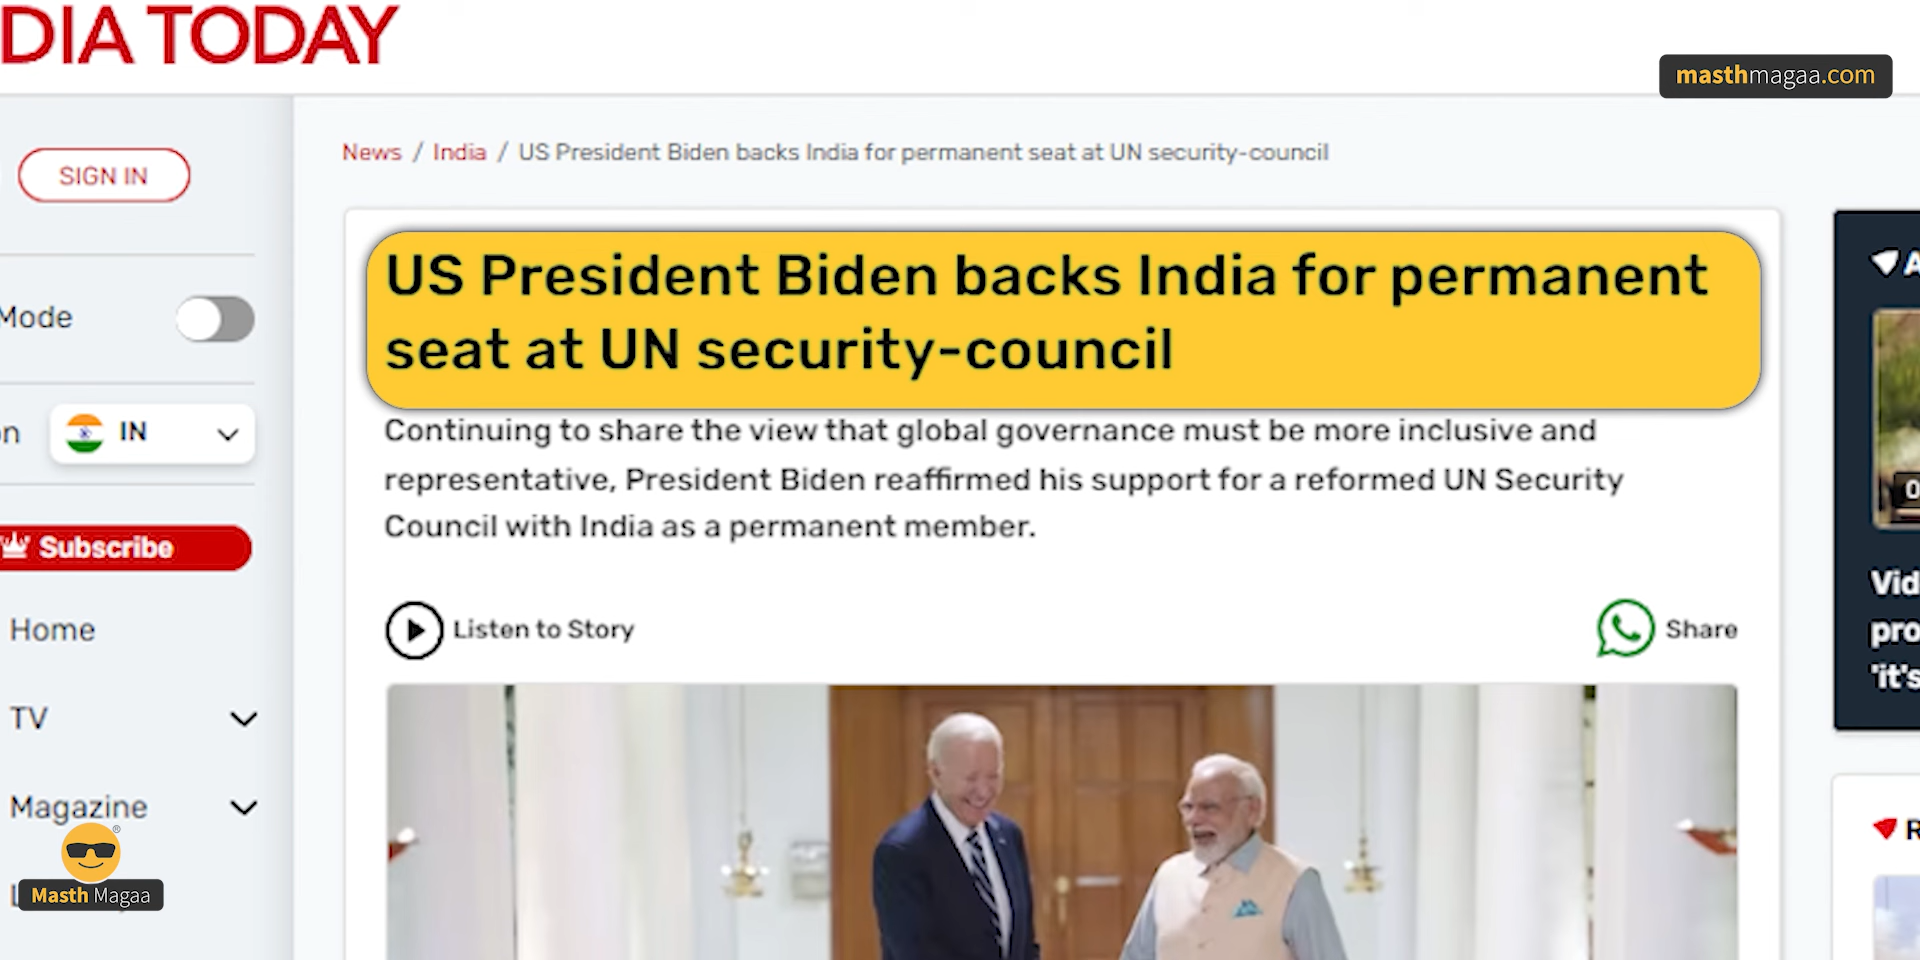 DIA TODAY
masthmagaa.com
News / India / US President Biden backs India for permanent seat at UN security-council
SIGN IN
US President Biden backs India for permanent
seat at UN security-council
Mode
IN
Continuing to share the view that global governance must be more inclusive and
representative, President Biden reaffirmed his support for a reformed UN Security
Council with India as a permanent member.
Subscribe
Home
Listen to Story
Share
TV
Magazine
Masth Magaa
Vid
pro
'it's